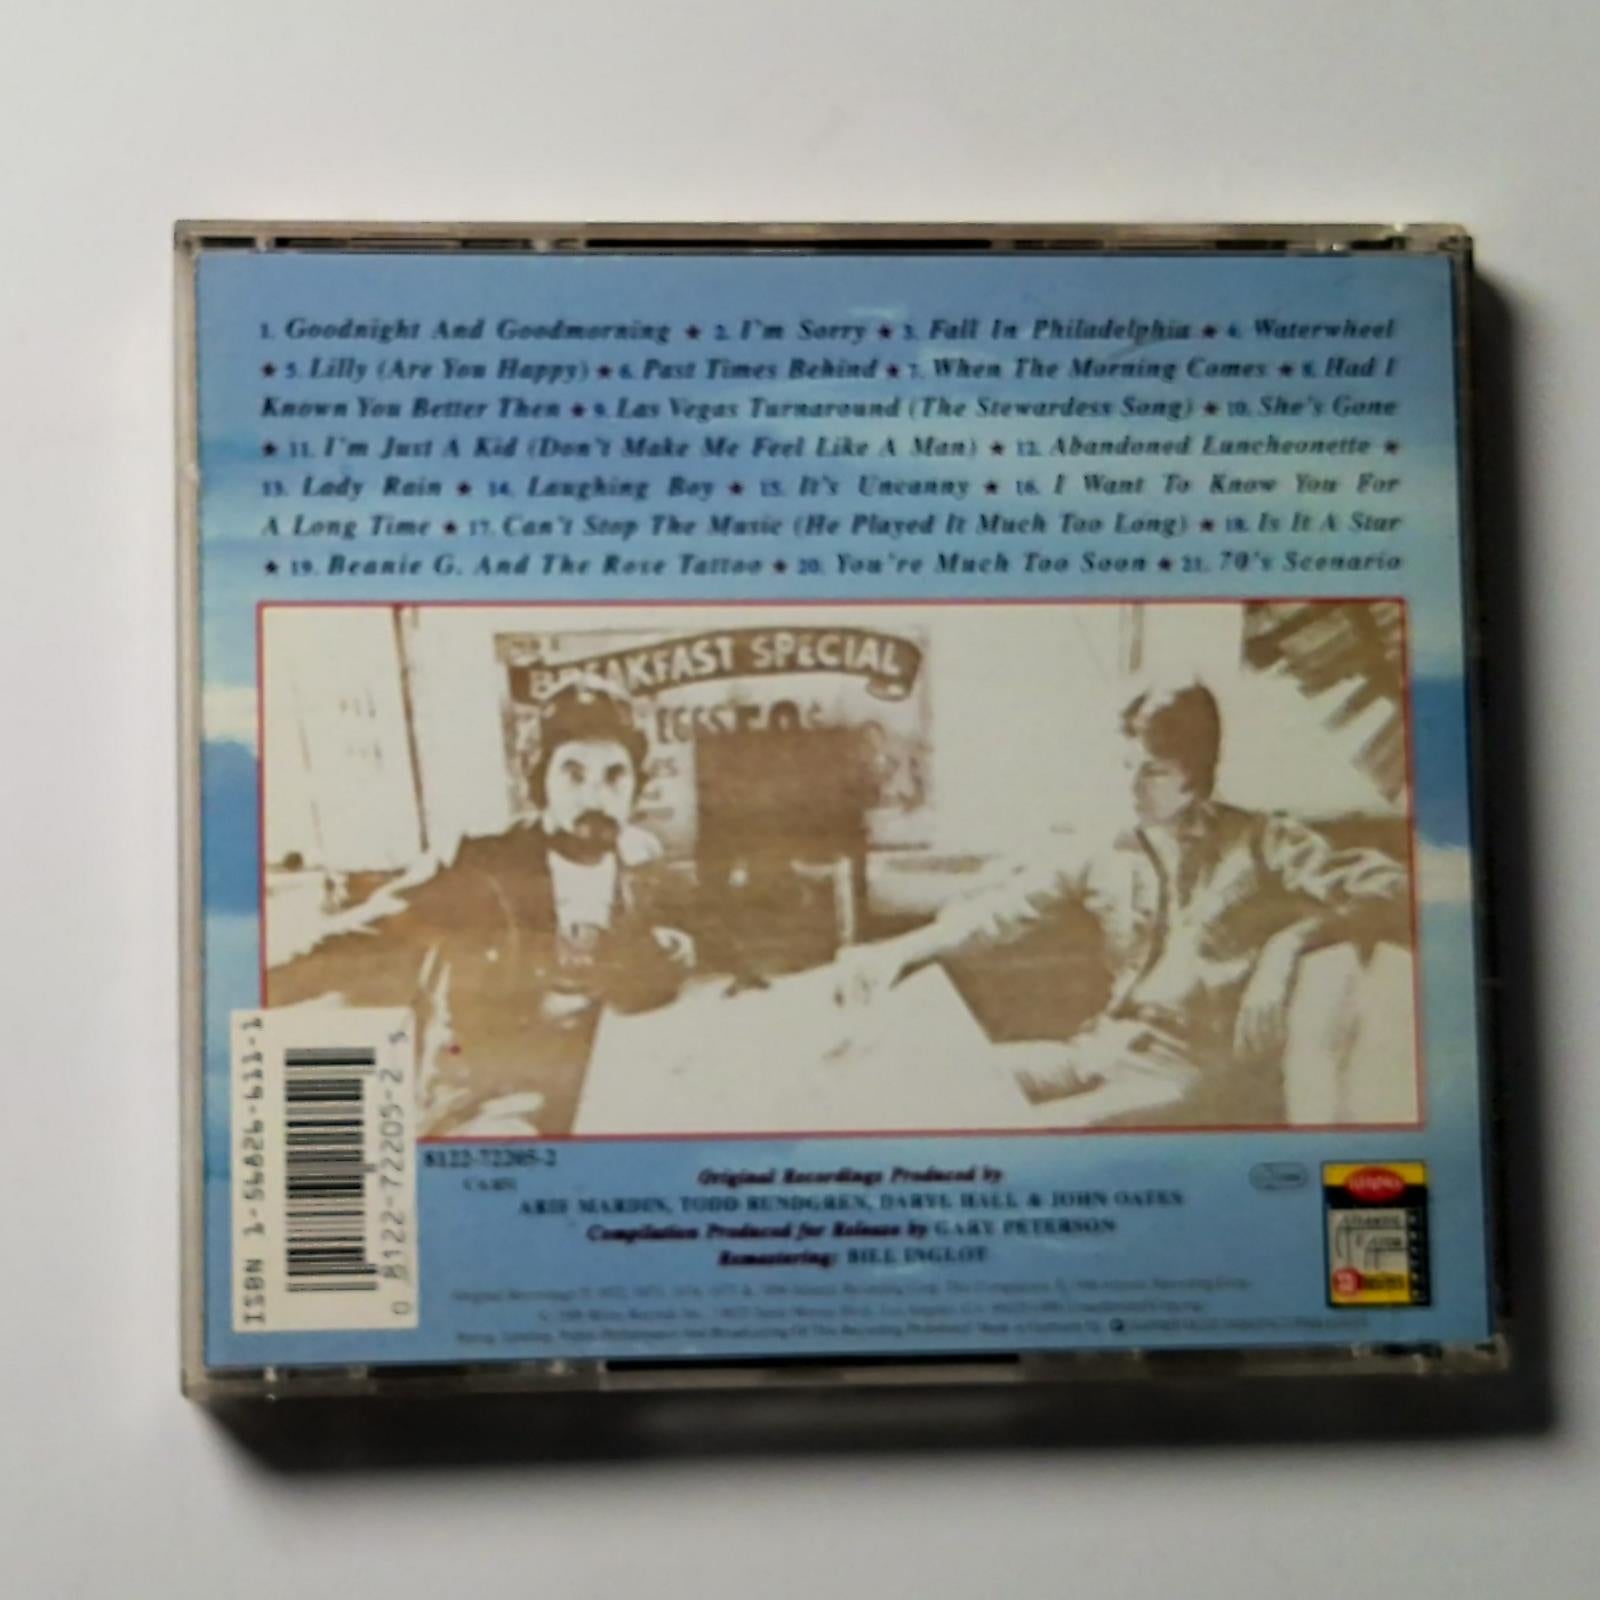 1. Goodnight And Goodmorning ★ 2. I'm Sorry ★ 3. Fall In Philadelphia ★ 4. Waterwheel
★ 5. Lilly (Are You Happy) ★ 6. Past Times Behind ★ 7. When The Morning Comes ★ 8. Had I
Known You Better Then ★ 9. Las Vegas Turnaround (The Stewardess Song) ★ 10. She's Gone
★ 11. I'm Just A Kid (Don't Make Me Feel Like A Man) ★ 12. Abandoned Luncheonette ★
13. Lady Rain ★ 14. Laughing Boy ★ 15. It's Uncanny ★ 16. I Want To Know You For
A Long Time ★ 17. Can't Stop The Music (He Played It Much Too Long) ★ 18. Is It A Star
★ 19. Beanie G. And The Rose Tattoo ★ 20. You're Much Too Soon ★ 21. 70's Scenario
BREAKFAST SPECIAL
EGGS
ISBN 1-56826-611-1
0 8122-72205-2 5
8122-72205-2
Original Recordings Produced by
ARIF MARDIN, TODD RUNDGREN, DARYL HALL & JOHN OATES
Compilation Produced for Release by GARY PETERSON
Remastering: BILL INGLOT
RHINO